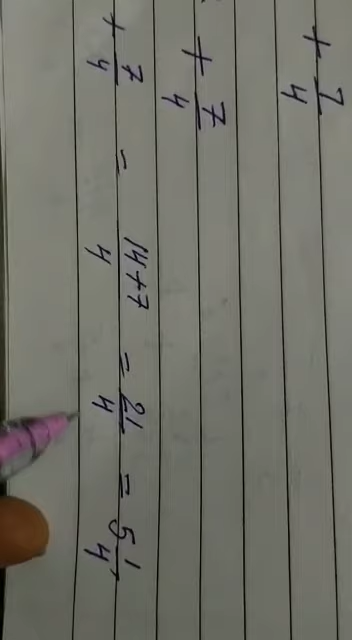 + 7/4
+ 7/4
+ 7/4 = 14+7/4 = 21/4 = 5 1/4